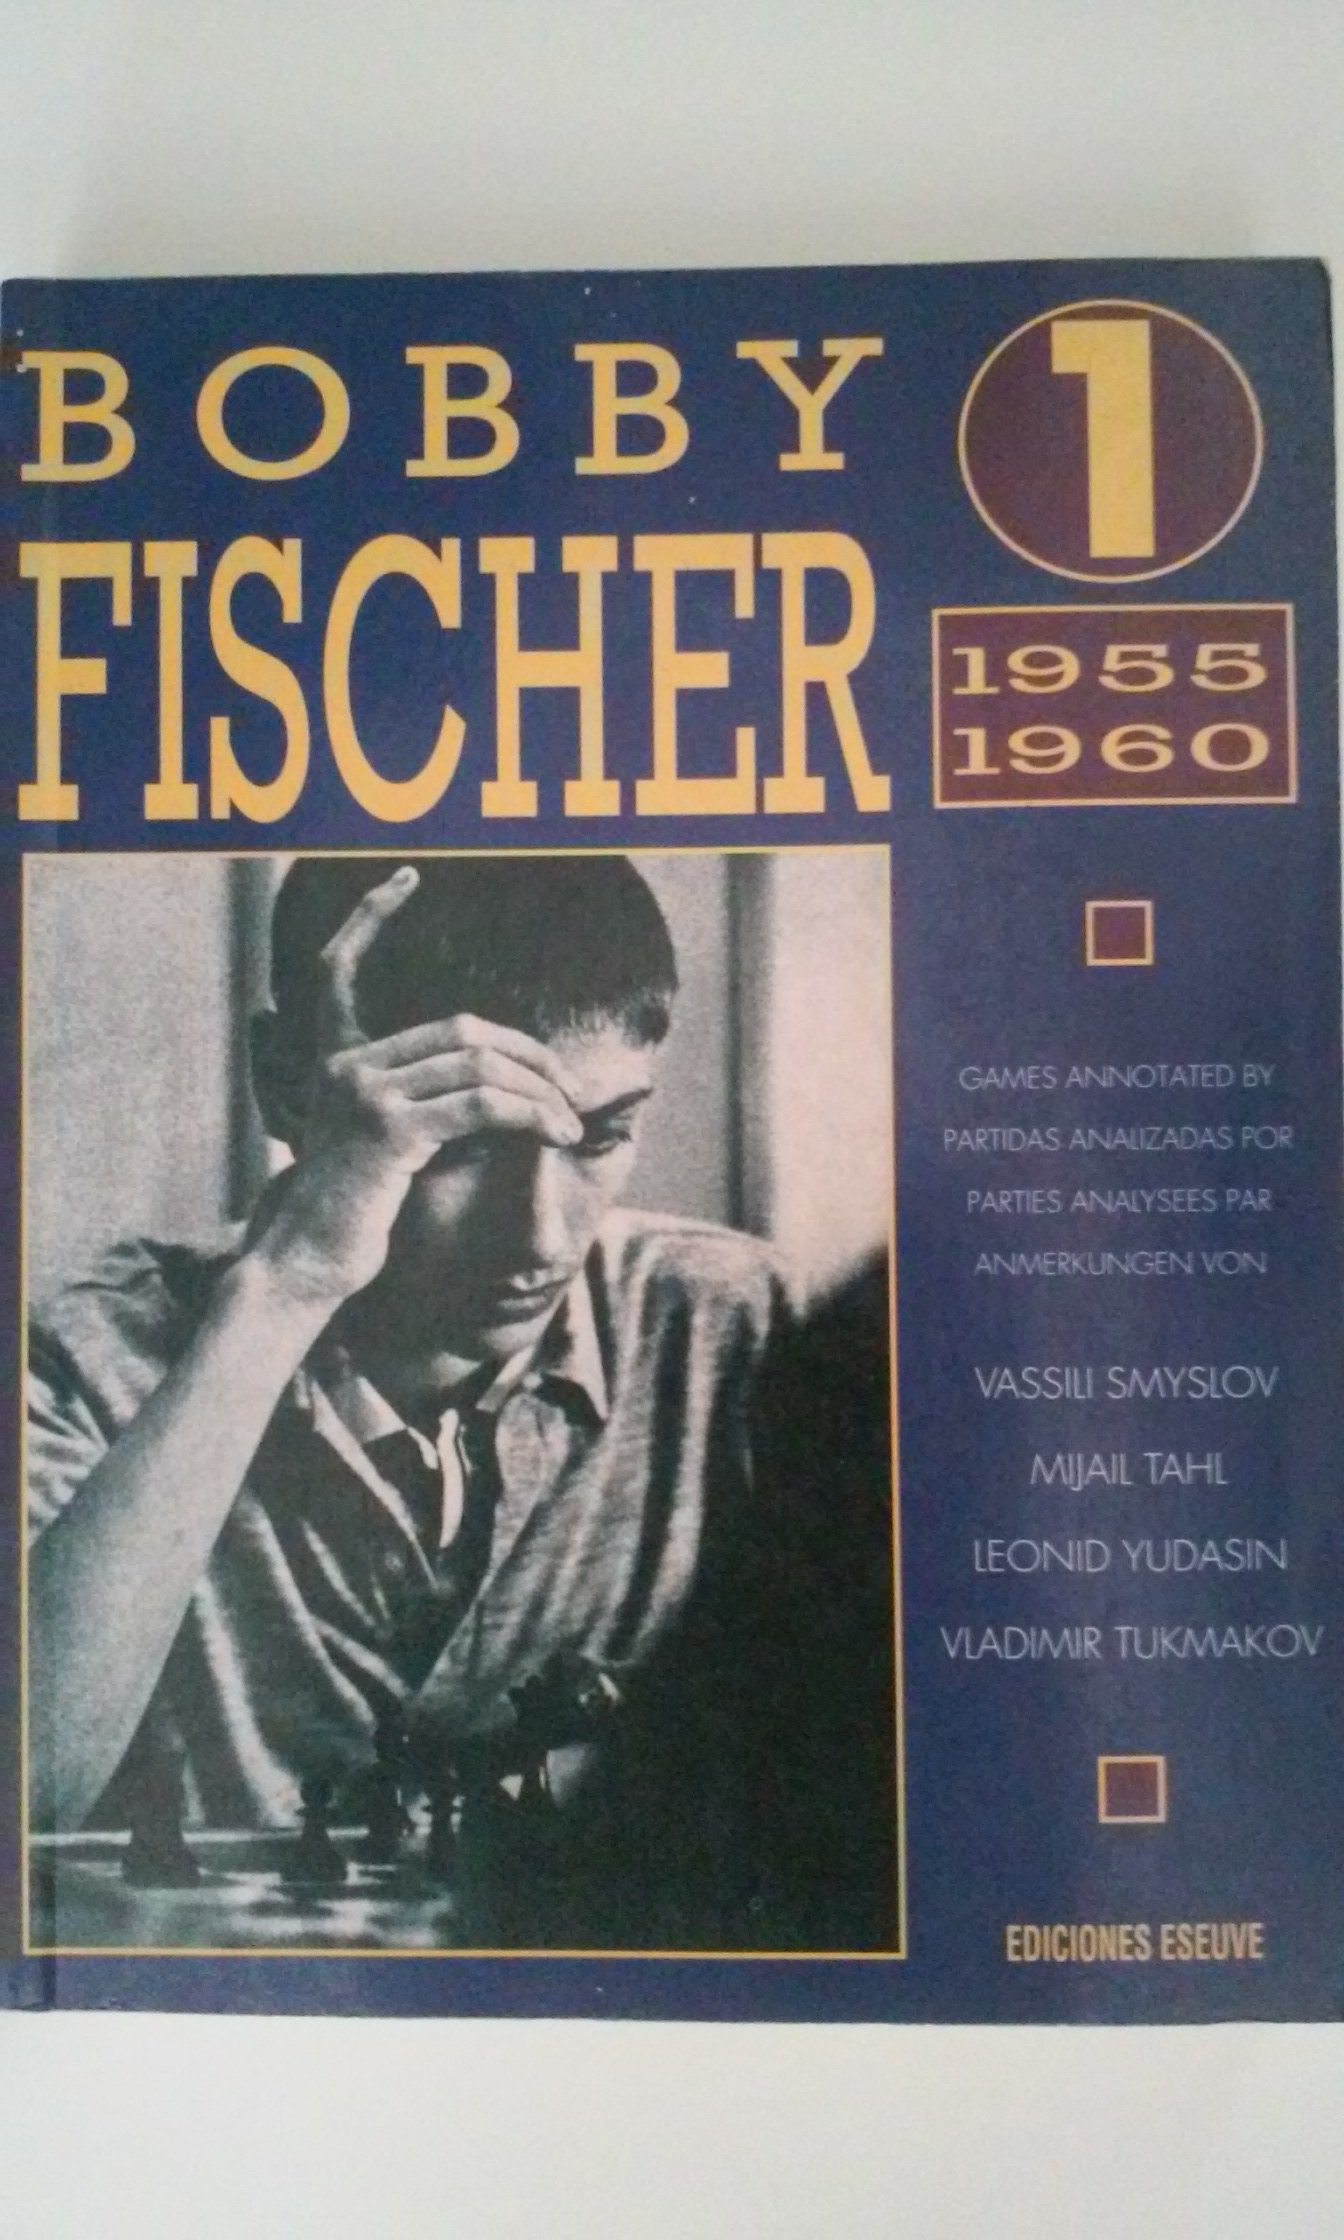 BOBBY
FISCHER
1
1955
1960
GAMES ANNOTATED BY
PARTIDAS ANALIZADAS POR
PARTIES ANALYSEES PAR
ANMERKUNGEN VON
VASSILI SMYSLOV
MIJAIL TAHL
LEONID YUDASIN
VLADIMIR TUKMAKOV
EDICIONES ESEUVE